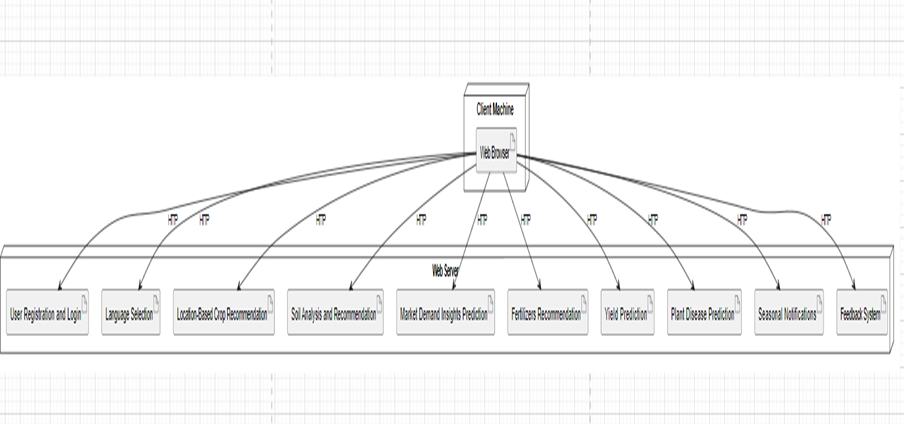 Client Machine
Web Browser
HTTP HTTP HTTP HTTP HTTP HTTP HTTP HTTP HTTP HTTP
Web Server
User Registration and Login
Language Selection
Location-Based Crop Recommendation
Soil Analysis and Recommendation
Market Demand Insights Prediction
Fertilizers Recommendation
Yield Prediction
Plant Disease Prediction
Seasonal Notifications
Feedback System